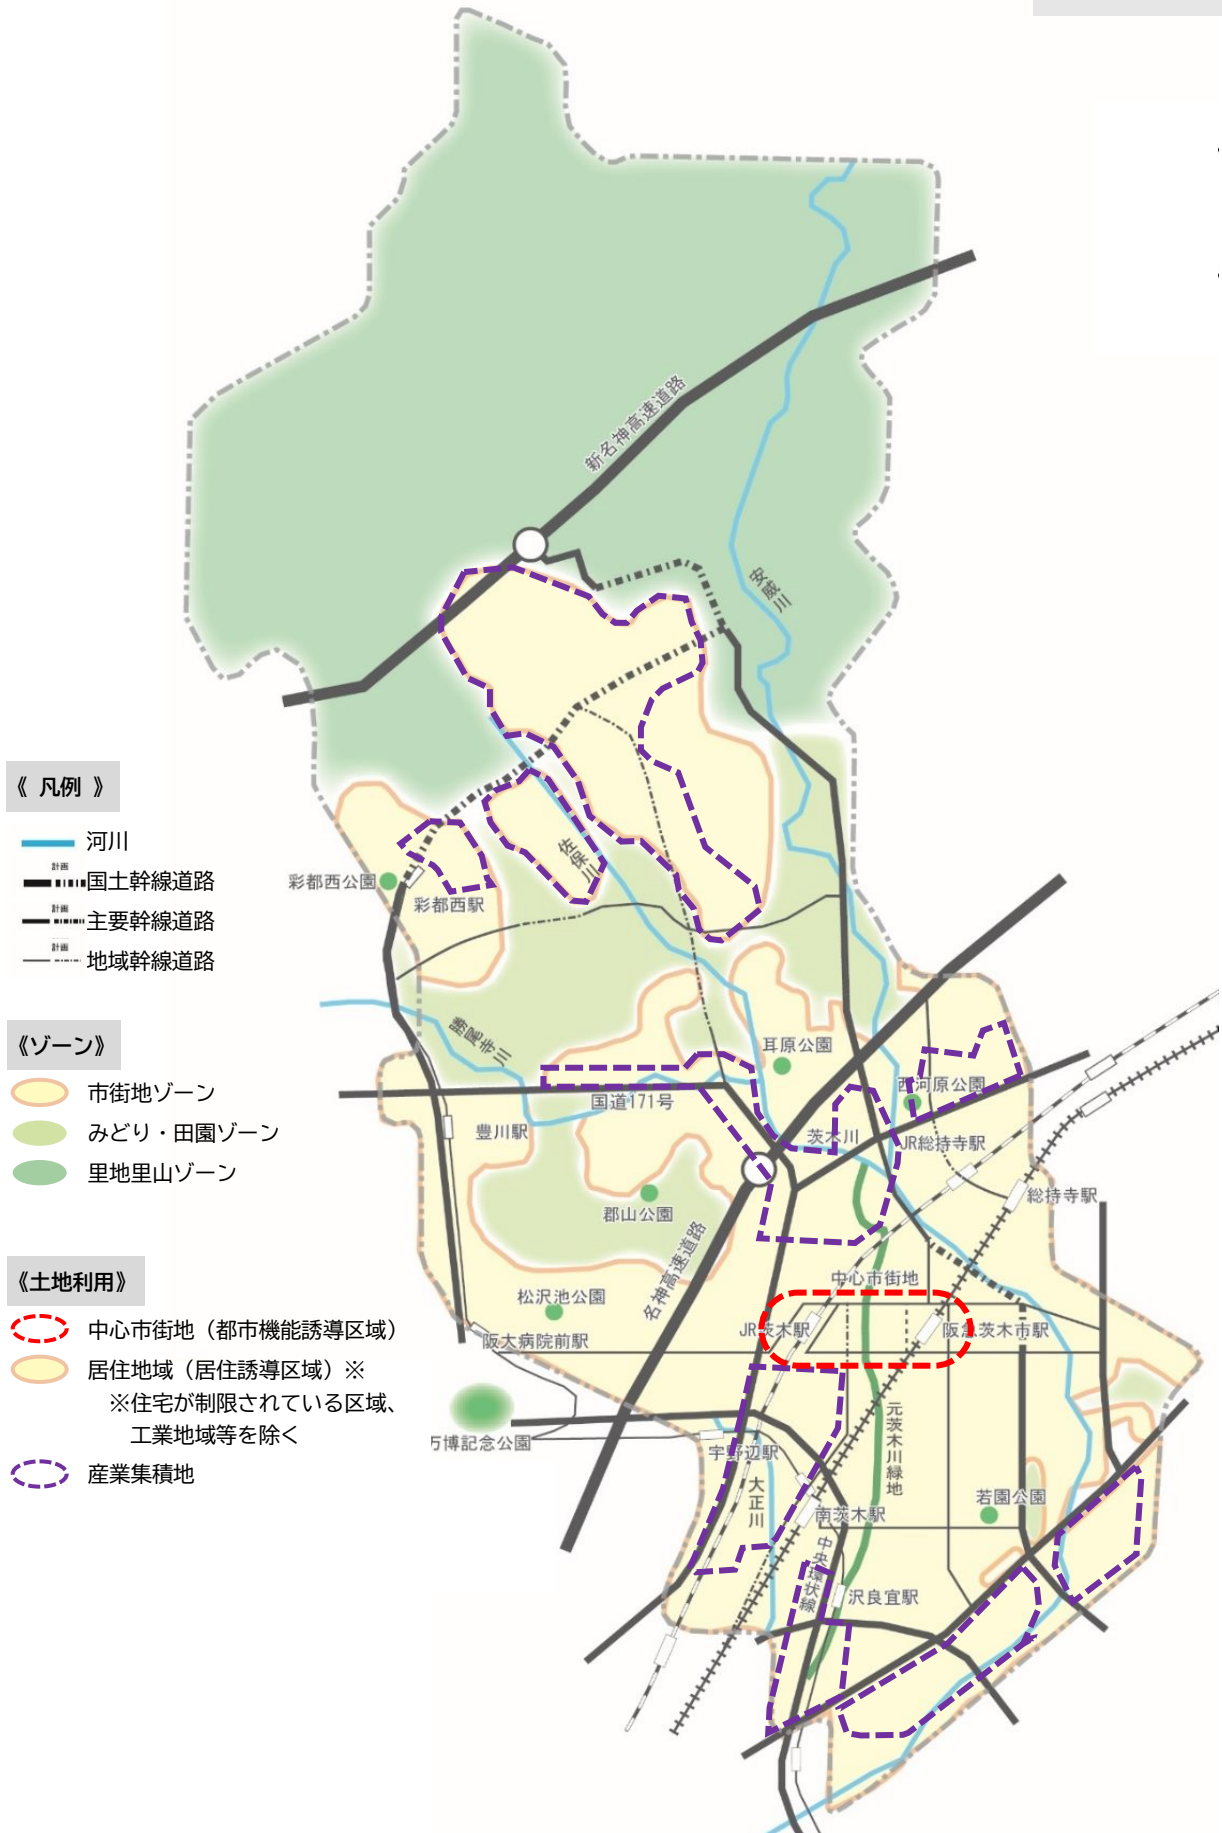 新名神高速道路
安威川
《 凡例 》
河川
計画
国土幹線道路
計画
主要幹線道路
計画
地域幹線道路
佐保川
彩都西公園
彩都西駅
《ゾーン》
市街地ゾーン
みどり・田園ゾーン
里地里山ゾーン
勝尾寺川
耳原公園
西河原公園
国道171号
豊川駅
茨木川
JR総持寺駅
総持寺駅
郡山公園
名神高速道路
《土地利用》
中心市街地（都市機能誘導区域）
居住地域（居住誘導区域）※
※住宅が制限されている区域、
工業地域等を除く
産業集積地
中心市街地
松沢池公園
JR茨木駅
阪急茨木市駅
阪大病院前駅
万博記念公園
宇野辺駅
元茨木川緑地
大正川
若園公園
南茨木駅
中央環状線
沢良宜駅